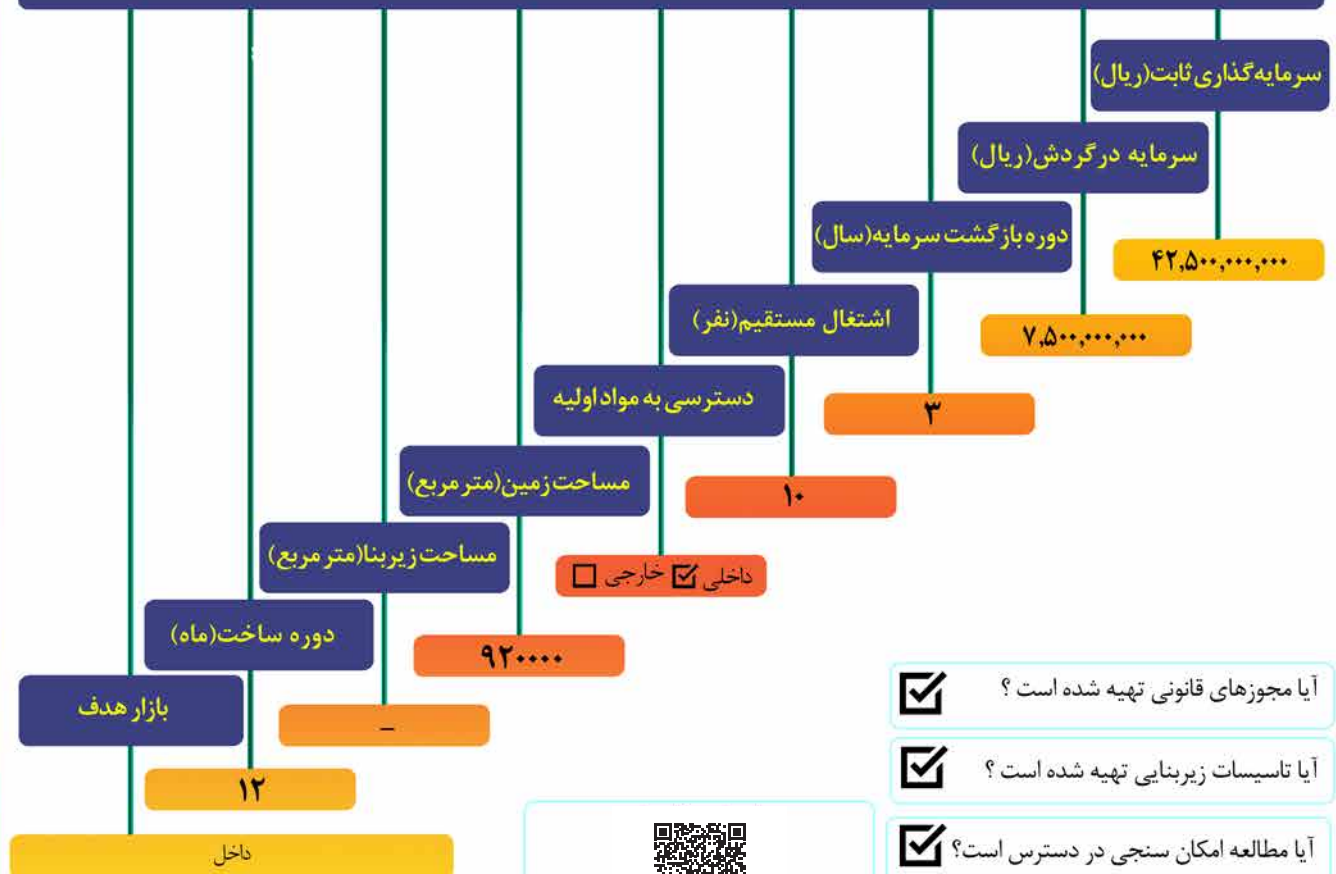 سرمایه‌گذاری ثابت(ریال)
۴۲,۵۰۰,۰۰۰,۰۰۰
سرمایه در گردش(ریال)
۷,۵۰۰,۰۰۰,۰۰۰
دوره بازگشت سرمایه(سال)
۳
اشتغال مستقیم(نفر)
۱۰
دسترسی به مواد اولیه
داخلی ☑ خارجی ☐
مساحت زمین(متر مربع)
۹۲۰۰۰۰
مساحت زیربنا(متر مربع)
–
دوره ساخت(ماه)
۱۲
بازار هدف
داخل
آیا مجوزهای قانونی تهیه شده است ؟ ☑
آیا تاسیسات زیربنایی تهیه شده است ؟ ☑
آیا مطالعه امکان سنجی در دسترس است؟ ☑